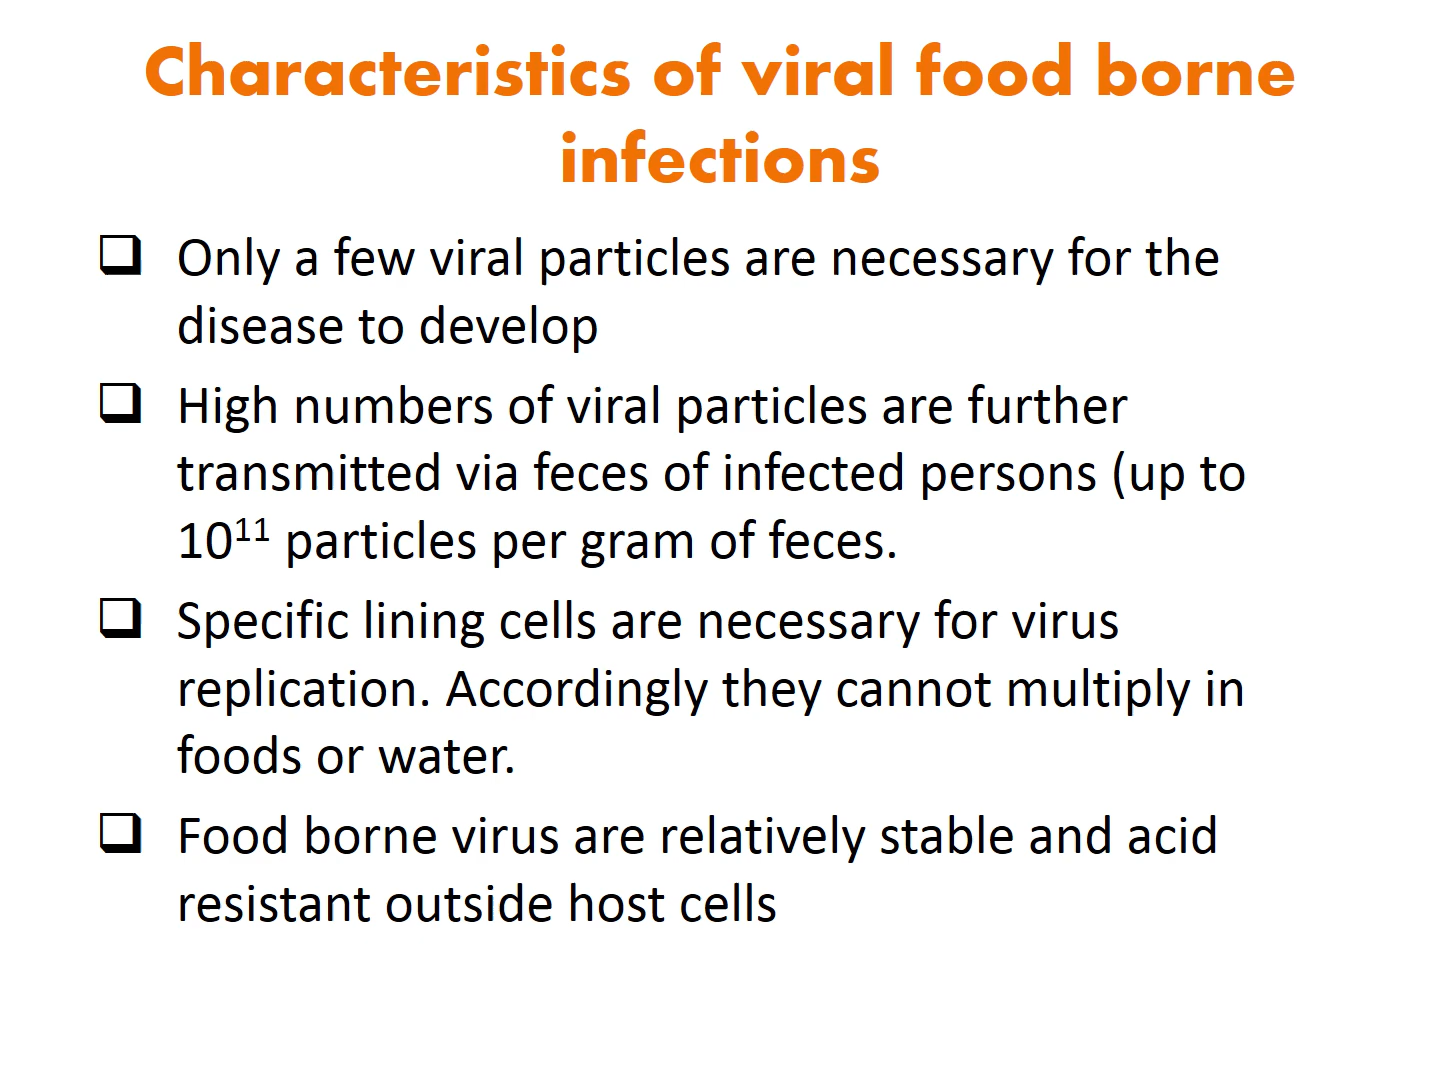 Characteristics of viral food borne
infections
❑ Only a few viral particles are necessary for the
disease to develop
❑ High numbers of viral particles are further
transmitted via feces of infected persons (up to
10¹¹ particles per gram of feces.
❑ Specific lining cells are necessary for virus
replication. Accordingly they cannot multiply in
foods or water.
❑ Food borne virus are relatively stable and acid
resistant outside host cells